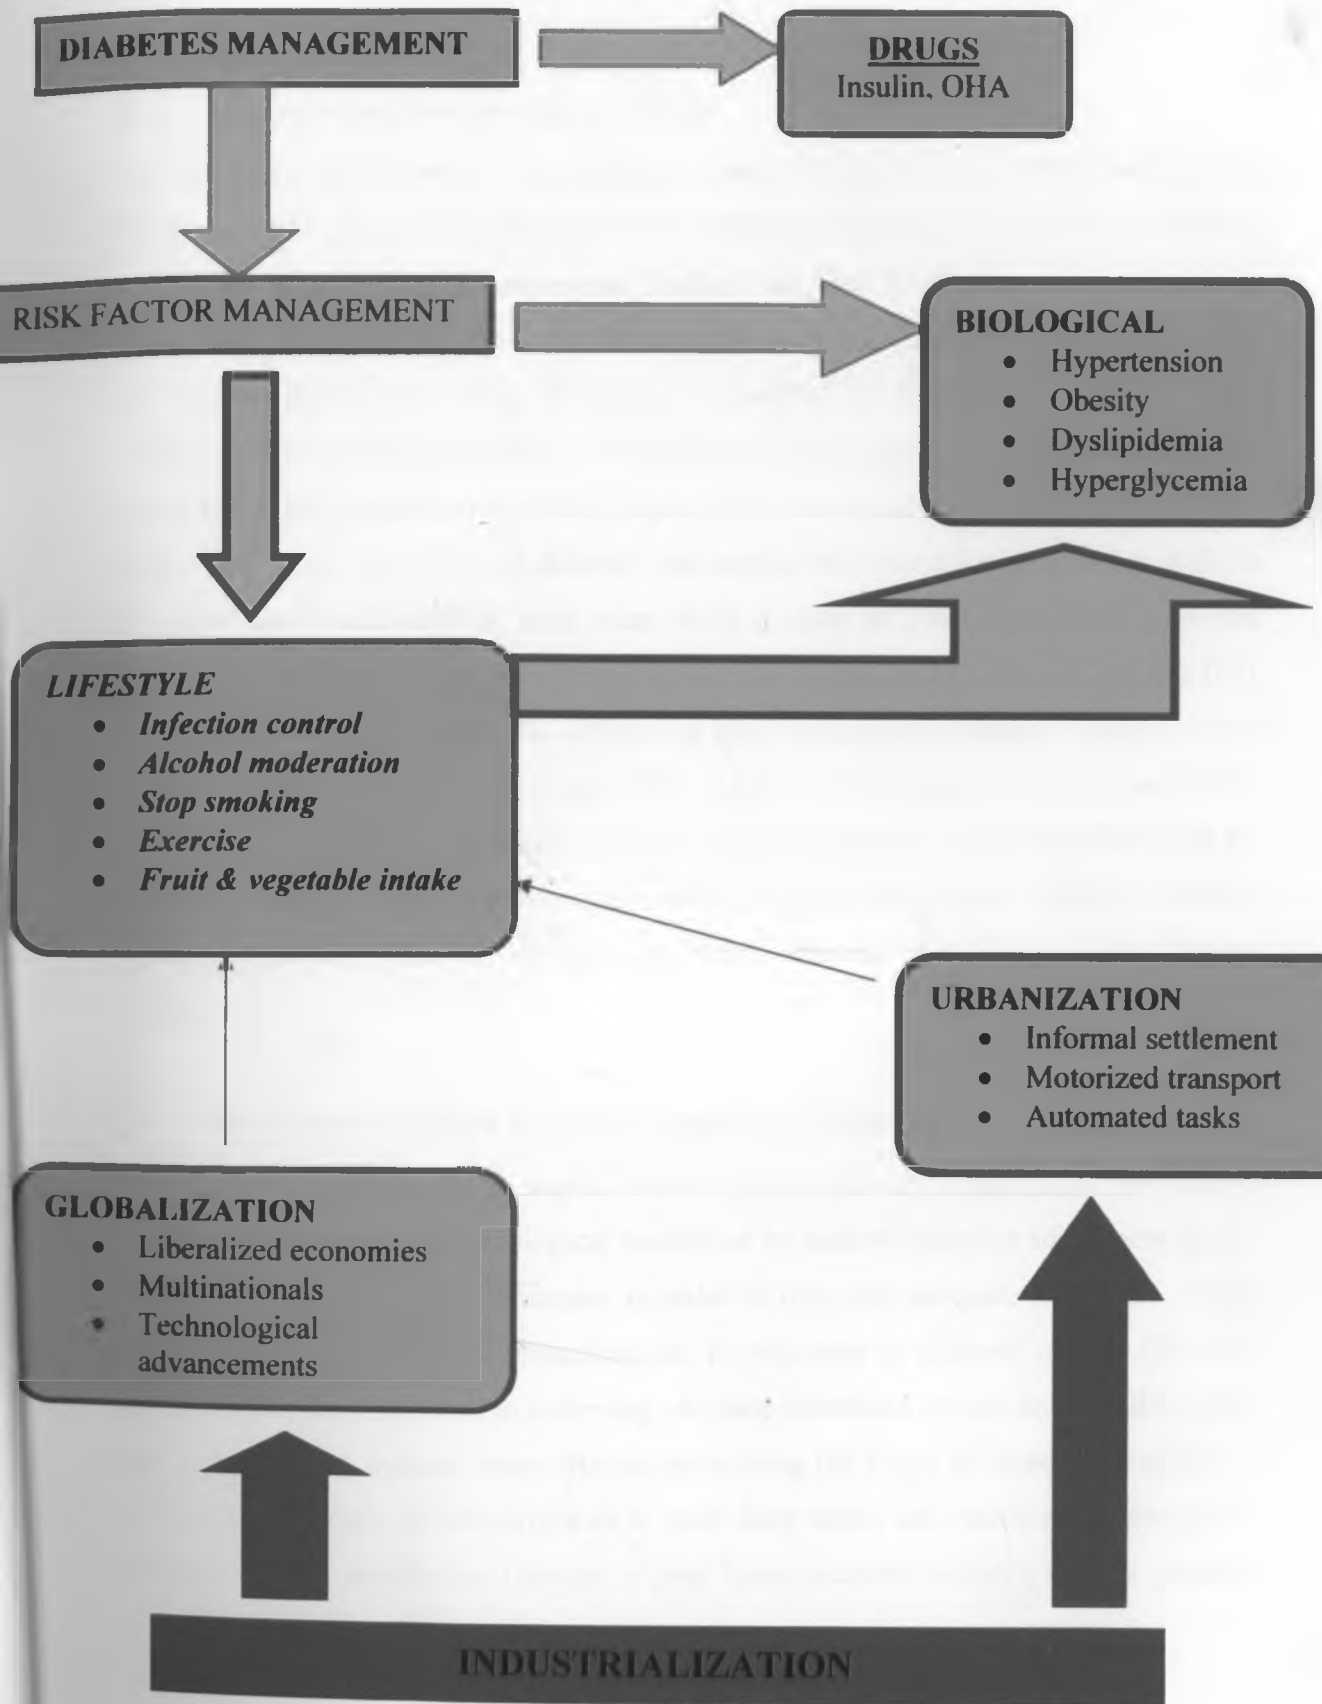 DIABETES MANAGEMENT
DRUGS
Insulin, OHA
RISK FACTOR MANAGEMENT
BIOLOGICAL
• Hypertension
• Obesity
• Dyslipidemia
• Hyperglycemia
LIFESTYLE
• Infection control
• Alcohol moderation
• Stop smoking
• Exercise
• Fruit & vegetable intake
URBANIZATION
• Informal settlement
• Motorized transport
• Automated tasks
GLOBALIZATION
• Liberalized economies
• Multinationals
• Technological
advancements
INDUSTRIALIZATION